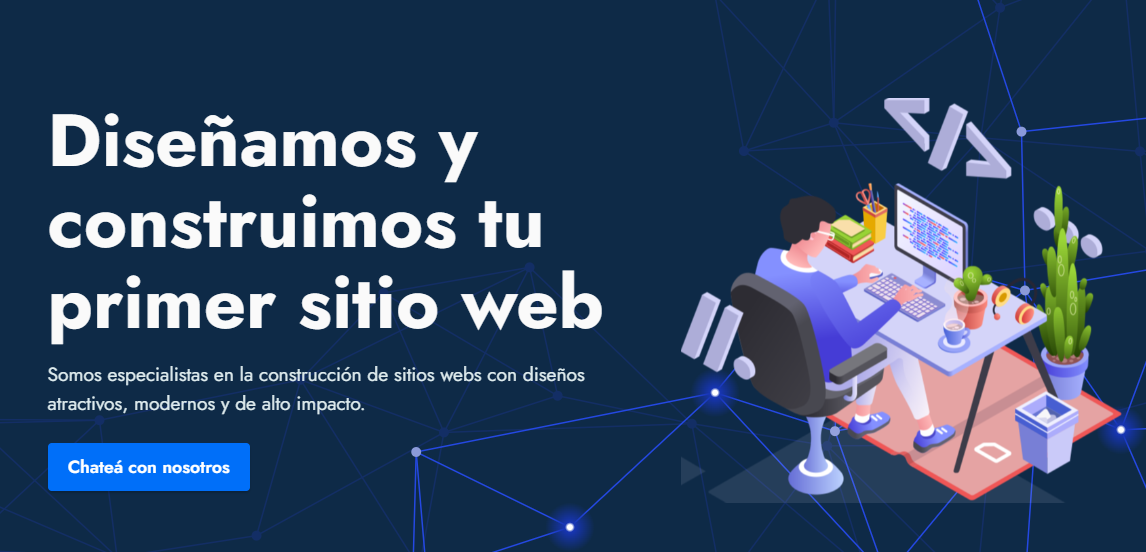 Diseñamos y
construimos tu
primer sitio web
Somos especialistas en la construcción de sitios webs con diseños
atractivos, modernos y de alto impacto.
Chateá con nosotros
</>